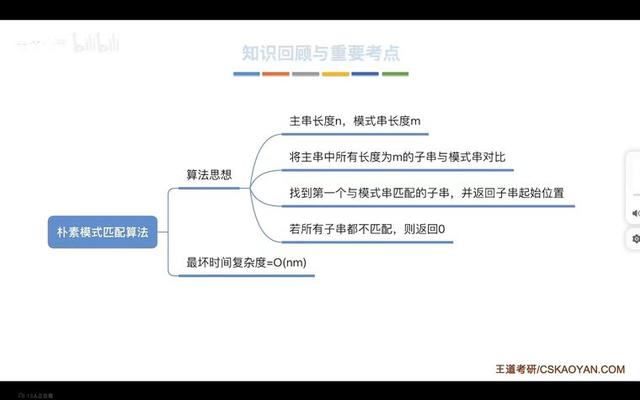 bilibili
知识回顾与重要考点
主串长度n，模式串长度m
将主串中所有长度为m的子串与模式串对比
算法思想
找到第一个与模式串匹配的子串，并返回子串起始位置
若所有子串都不匹配，则返回0
朴素模式匹配算法
最坏时间复杂度=O(nm)
王道考研/CSKAOYAN.COM